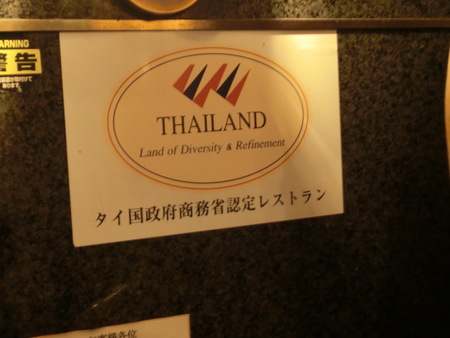 WARNING
警告
THAILAND
Land of Diversity & Refinement
タイ国政府商務省認定レストラン